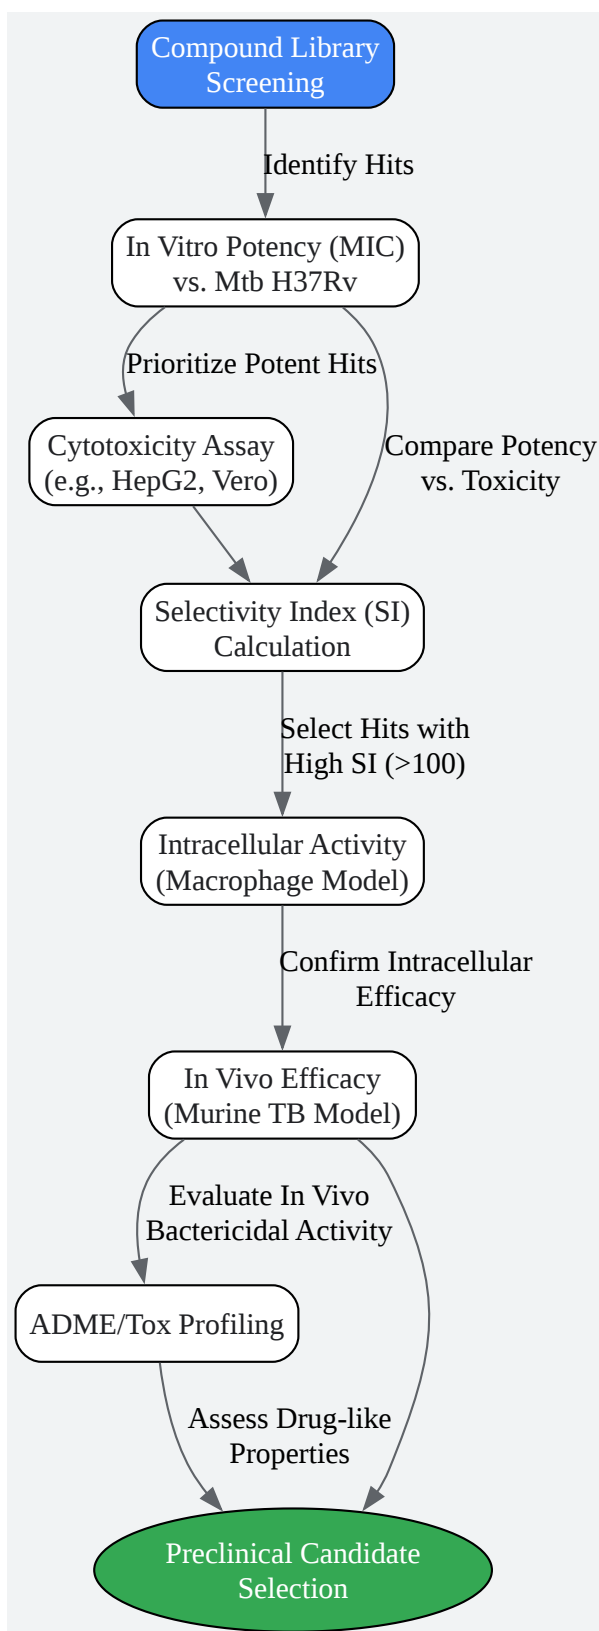 Compound Library
Screening
Identify Hits
In Vitro Potency (MIC)
vs. Mtb H37Rv
Prioritize Potent Hits
Cytotoxicity Assay
(e.g., HepG2, Vero)
Compare Potency
vs. Toxicity
Selectivity Index (SI)
Calculation
Select Hits with
High SI (>100)
Intracellular Activity
(Macrophage Model)
Confirm Intracellular
Efficacy
In Vivo Efficacy
(Murine TB Model)
Evaluate In Vivo
Bactericidal Activity
ADME/Tox Profiling
Assess Drug-like
Properties
Preclinical Candidate
Selection